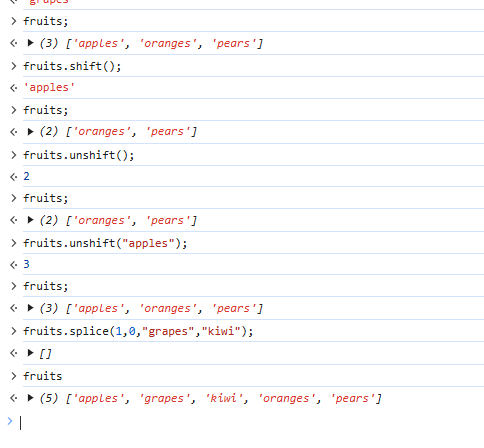 'grapes'
> fruits;
<· ▶ (3) ['apples', 'oranges', 'pears']
> fruits.shift();
<· 'apples'
> fruits;
<· ▶ (2) ['oranges', 'pears']
> fruits.unshift();
<· 2
> fruits;
<· ▶ (2) ['oranges', 'pears']
> fruits.unshift("apples");
<· 3
> fruits;
<· ▶ (3) ['apples', 'oranges', 'pears']
> fruits.splice(1,0,"grapes","kiwi");
<· ▶ []
> fruits
<· ▶ (5) ['apples', 'grapes', 'kiwi', 'oranges', 'pears']
>